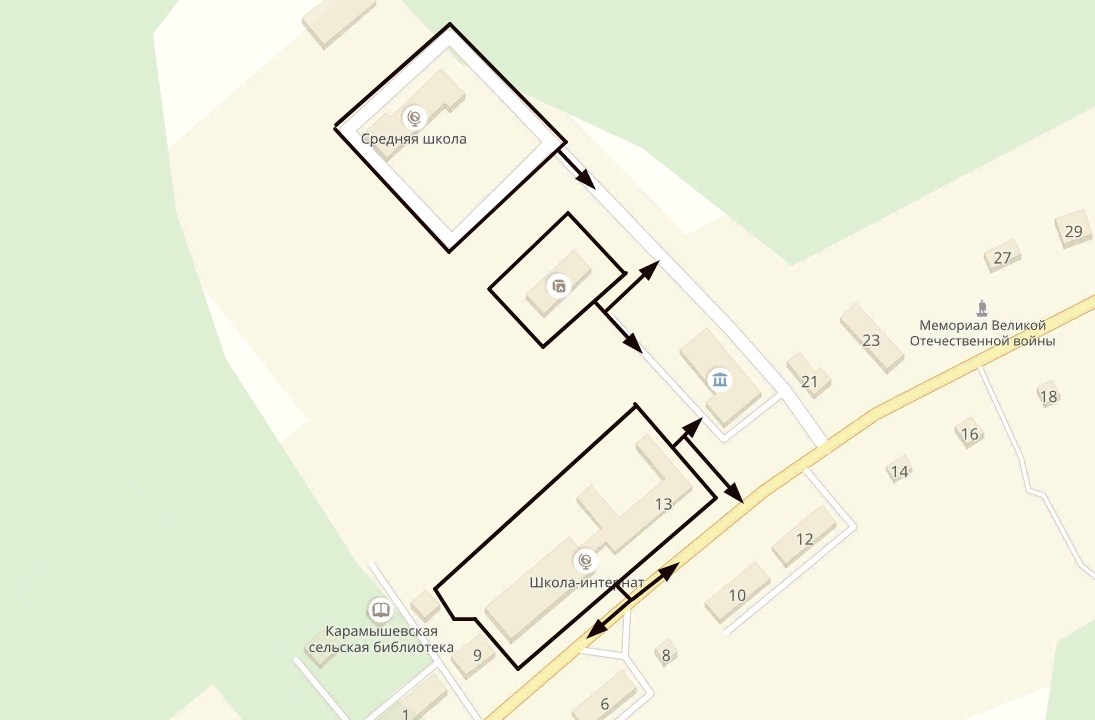 Средняя школа
29
27
Мемориал Великой
Отечественной войны
23
21
18
16
14
13
12
Школа-интернат
10
Карамышевская
сельская библиотека
9
8
6
1